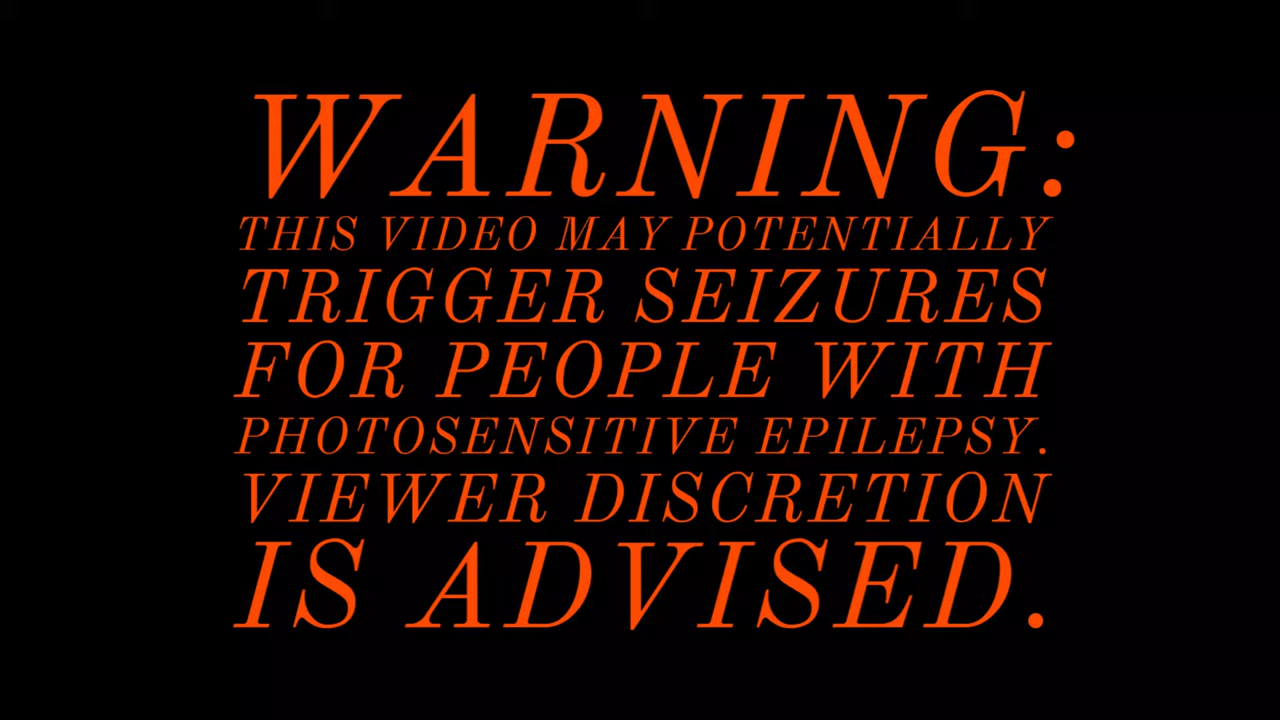 WARNING:
THIS VIDEO MAY POTENTIALLY
TRIGGER SEIZURES
FOR PEOPLE WITH
PHOTOSENSITIVE EPILEPSY.
VIEWER DISCRETION
IS ADVISED.